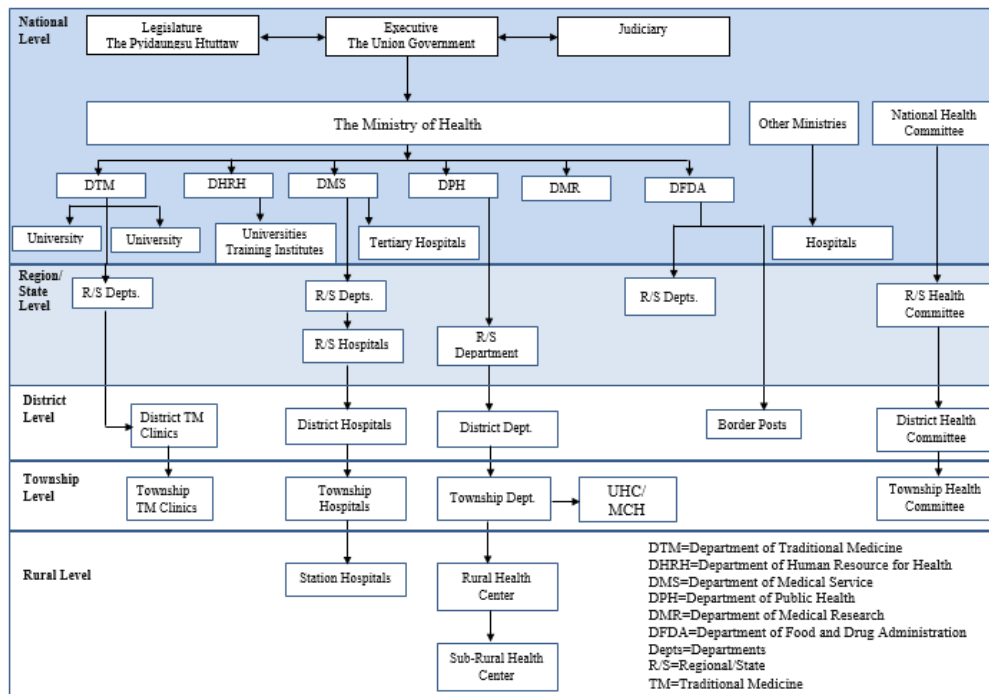 National
Level
Legislature
The Pyidaungsu Htuttaw
Executive
The Union Government
Judiciary
The Ministry of Health
Other Ministries
National Health
Committee
DTM
DHRH
DMS
DPH
DMR
DFDA
University
University
Universities
Training Institutes
Tertiary Hospitals
Hospitals
Region/
State
Level
R/S Depts.
R/S Depts.
R/S Depts.
R/S Health
Committee
R/S Hospitals
R/S
Department
District
Level
District TM
Clinics
District Hospitals
District Dept.
Border Posts
District Health
Committee
Township
Level
Township
TM Clinics
Township
Hospitals
Township Dept.
UHC/
MCH
Township Health
Committee
Rural Level
Station Hospitals
Rural Health
Center
Sub-Rural Health
Center
DTM=Department of Traditional Medicine
DHRH=Department of Human Resource for Health
DMS=Department of Medical Service
DPH=Department of Public Health
DMR=Department of Medical Research
DFDA=Department of Food and Drug Administration
Depts=Departments
R/S=Regional/State
TM=Traditional Medicine